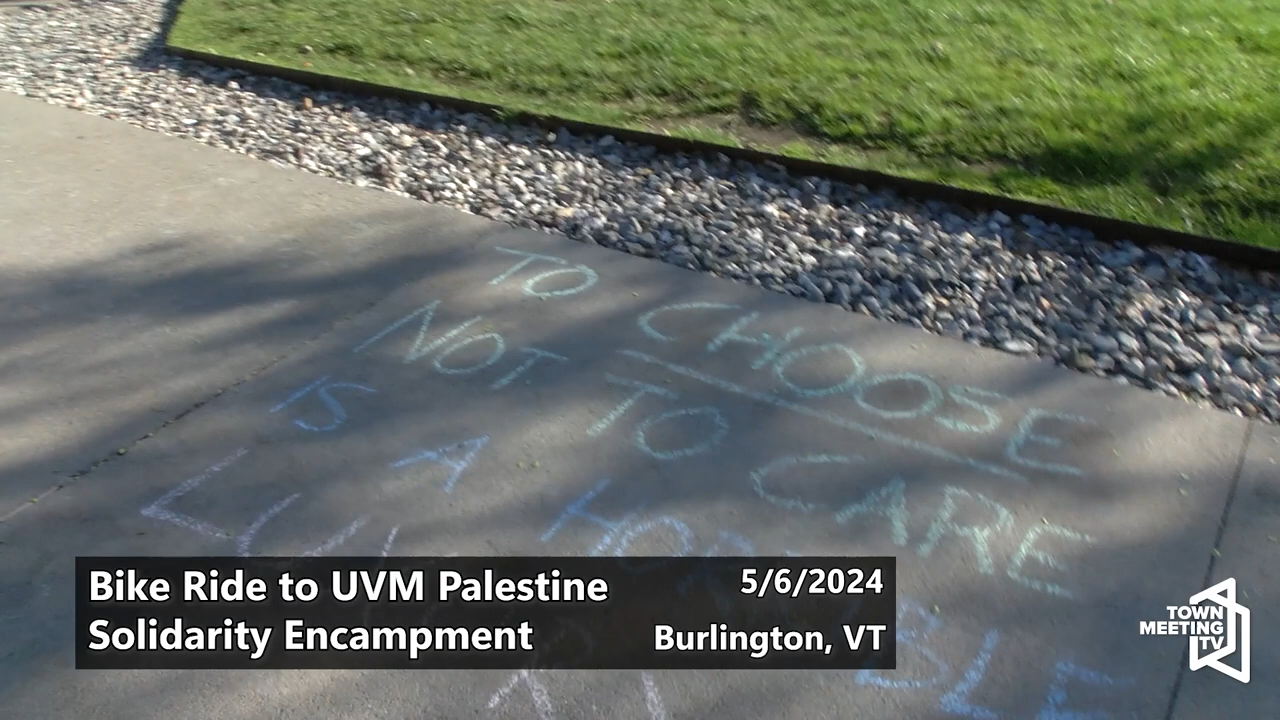 TO CHOOSE
NOT TO CARE
IS A
Bike Ride to UVM Palestine
Solidarity Encampment
5/6/2024
Burlington, VT
TOWN
MEETING
TV